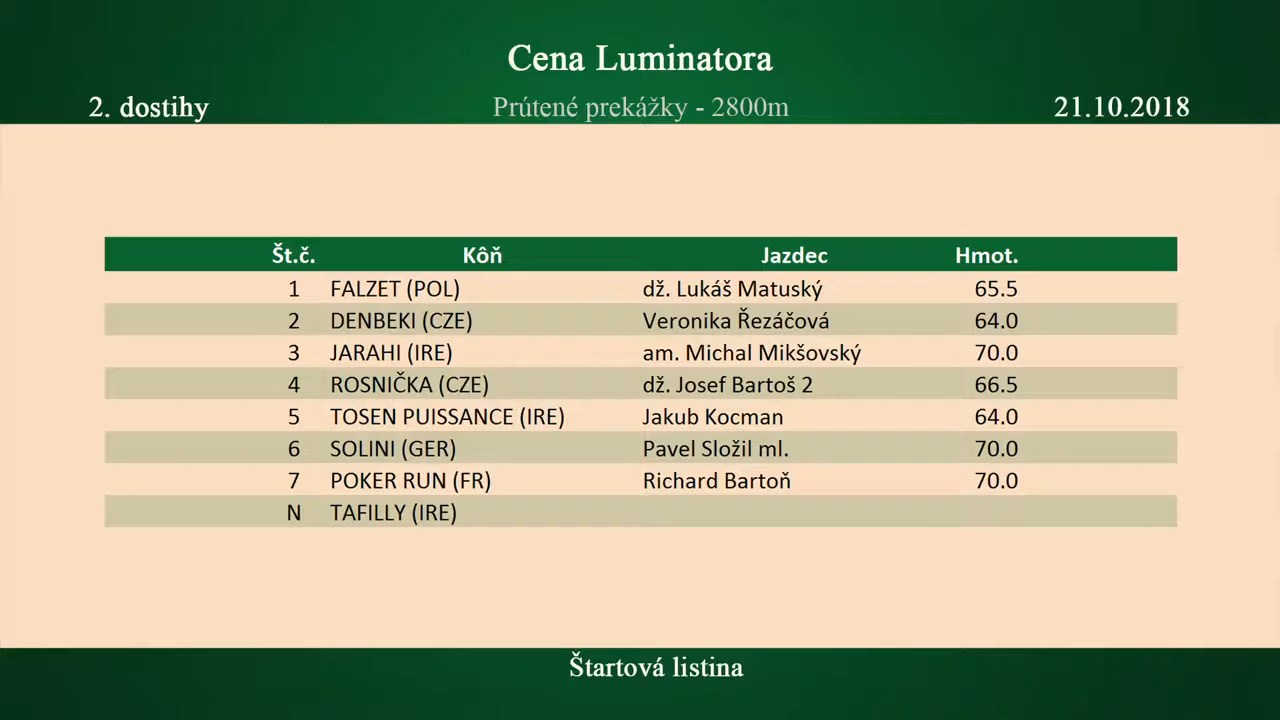 Cena Luminatora
2. dostihy Prútené prekážky - 2800m 21.10.2018
Št.č. Kôň Jazdec Hmot.
1 FALZET (POL) dž. Lukáš Matuský 65.5
2 DENBEKI (CZE) Veronika Řezáčová 64.0
3 JARAHI (IRE) am. Michal Mikšovský 70.0
4 ROSNIČKA (CZE) dž. Josef Bartoš 2 66.5
5 TOSEN PUISSANCE (IRE) Jakub Kocman 64.0
6 SOLINI (GER) Pavel Složil ml. 70.0
7 POKER RUN (FR) Richard Bartoň 70.0
N TAFILLY (IRE)
Štartová listina